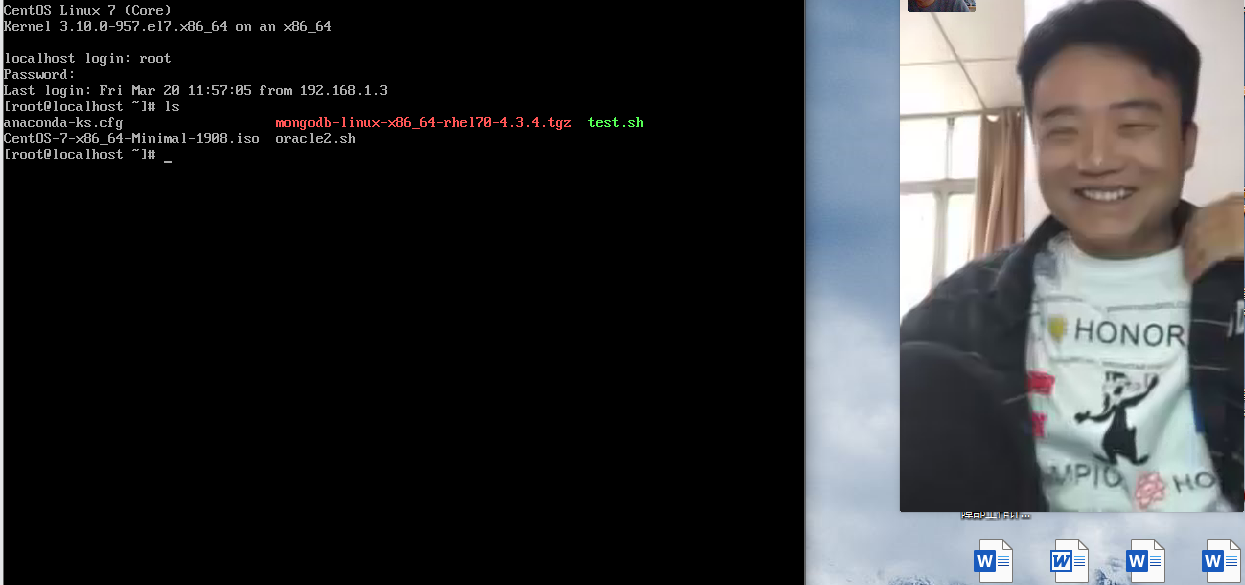 CentOS Linux 7 (Core)
Kernel 3.10.0-957.el7.x86_64 on an x86_64
localhost login: root
Password:
Last login: Fri Mar 20 11:57:05 from 192.168.1.3
[root@localhost ~]# ls
anaconda-ks.cfg mongodb-linux-x86_64-rhel70-4.3.4.tgz test.sh
CentOS-7-x86_64-Minimal-1908.iso oracle2.sh
[root@localhost ~]# _
HONOR
MPIO HO
W W W W